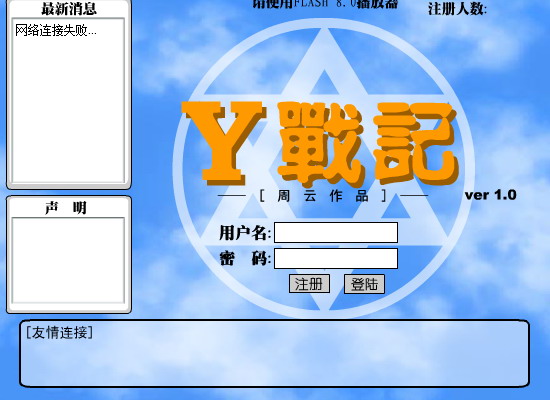 请使用FLASH 8.0播放器
注册人数:
最新消息
网络连接失败...
Y戰記
[ 周 云 作 品 ]
ver 1.0
声 明
用户名:
密 码:
注册
登陆
[友情连接]